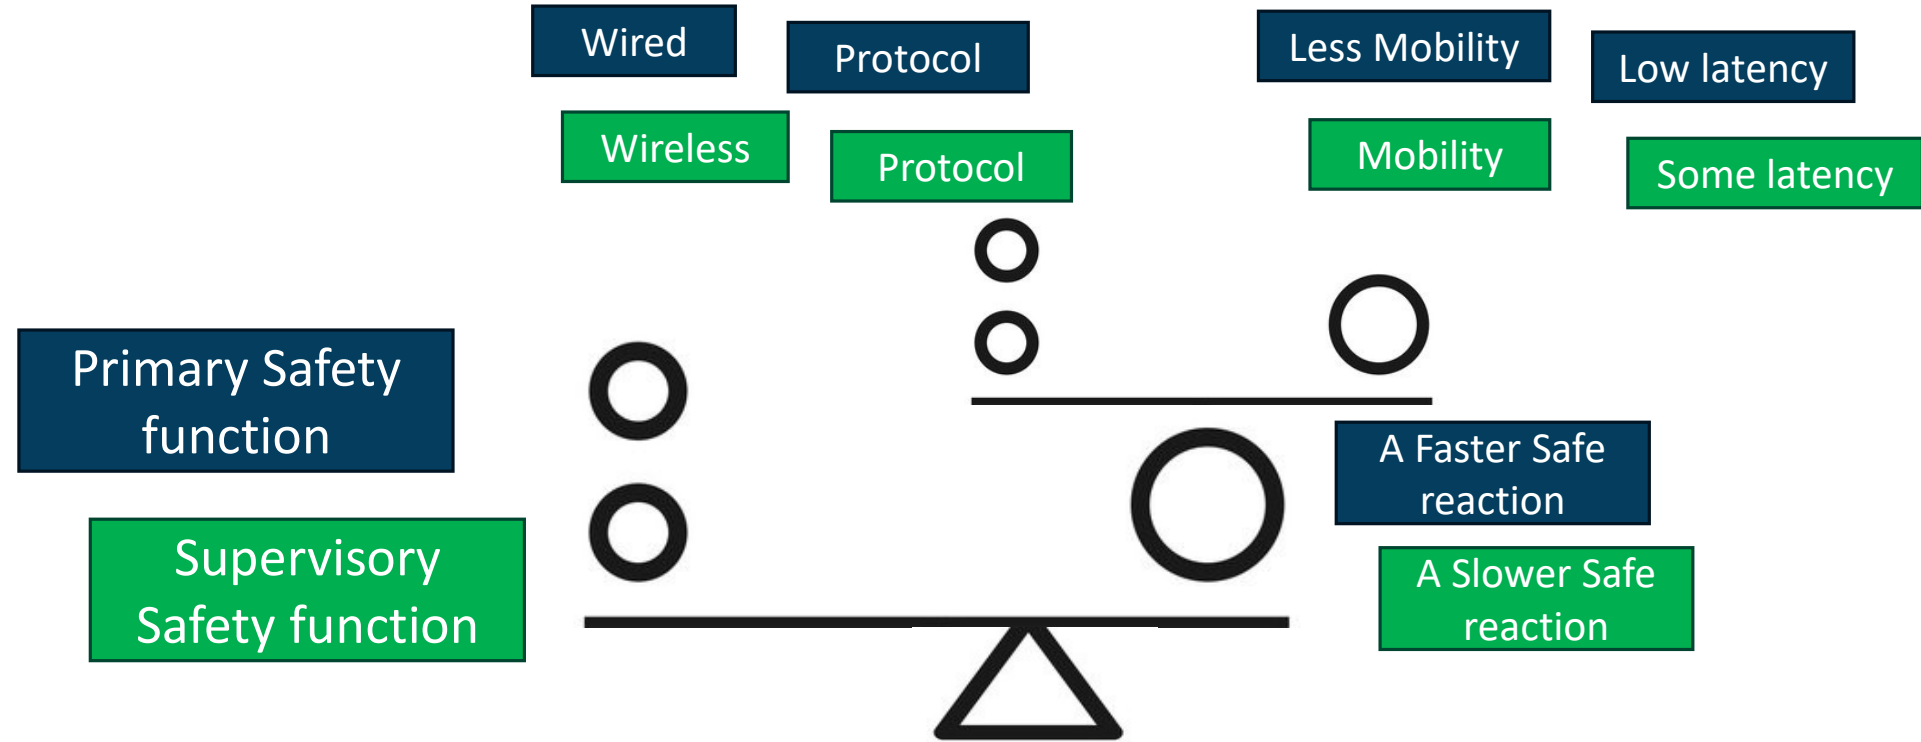 Wired
Protocol
Less Mobility
Low latency
Wireless
Protocol
Mobility
Some latency
Primary Safety
function
Supervisory
Safety function
A Faster Safe
reaction
A Slower Safe
reaction